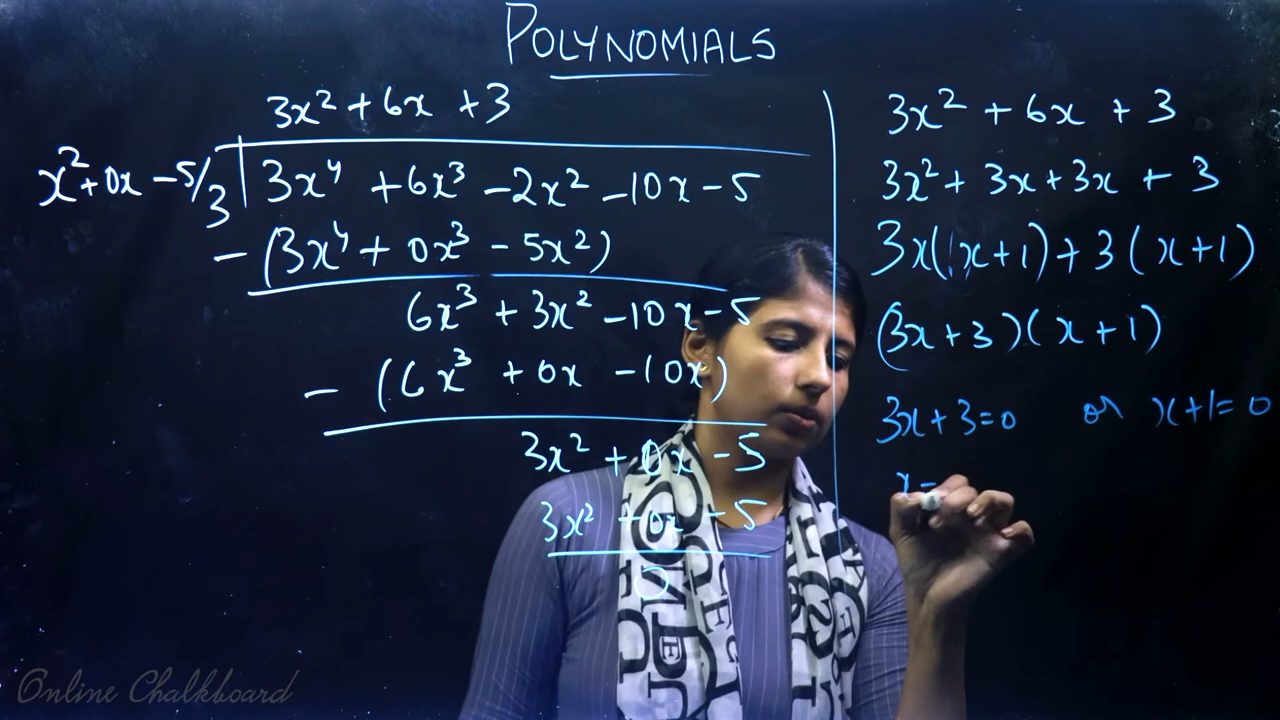 POLYNOMIALS
3x² + 6x + 3
x² + 0x - 5/3 | 3x⁴ + 6x³ - 2x² - 10x - 5
- (3x⁴ + 0x³ - 5x²)
6x³ + 3x² - 10x - 5
- (6x³ + 0x - 10x)
3x² + 0x - 5
3x² + 0x - 5
0
3x² + 6x + 3
3x² + 3x + 3x + 3
3x(x+1) + 3(x+1)
(3x+3)(x+1)
3x+3=0 or x+1=0
x =
Online Chalkboard